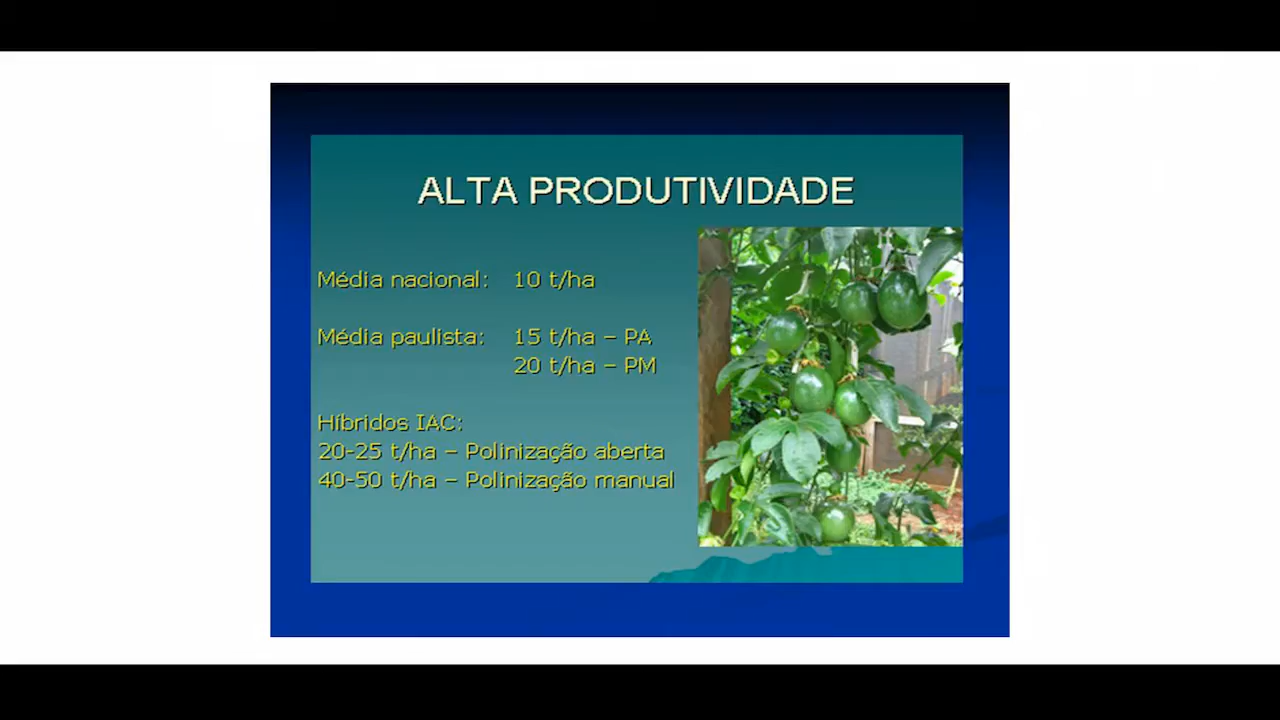 ALTA PRODUTIVIDADE
Média nacional: 10 t/ha
Média paulista: 15 t/ha – PA
20 t/ha – PM
Híbridos IAC:
20-25 t/ha – Polinização aberta
40-50 t/ha – Polinização manual